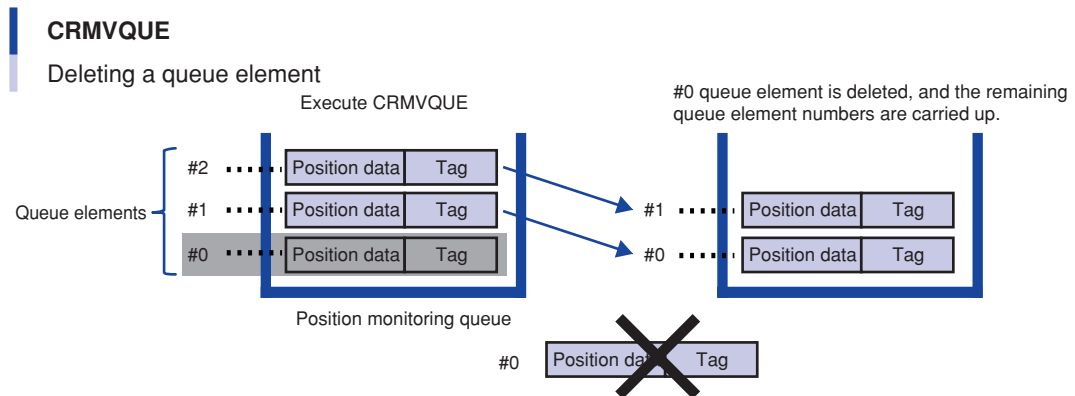 CRMVQUE
Deleting a queue element
Execute CRMVQUE
#0 queue element is deleted, and the remaining
queue element numbers are carried up.
Queue elements
#2 Position data Tag
#1 Position data Tag
#0 Position data Tag
#1 Position data Tag
#0 Position data Tag
Position monitoring queue
#0 Position data Tag